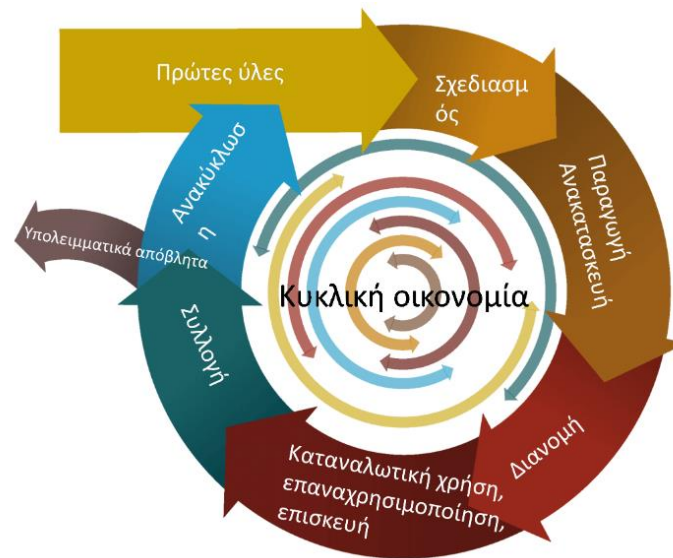 Πρώτες ύλες
Σχεδιασμ
ός
Παραγωγή
Ανακατασκευή
Διανομή
Καταναλωτική χρήση,
επαναχρησιμοποίηση,
επισκευή
Συλλογή
Υπολειμματικά απόβλητα
Ανακύκλωσ
η
Κυκλική οικονομία